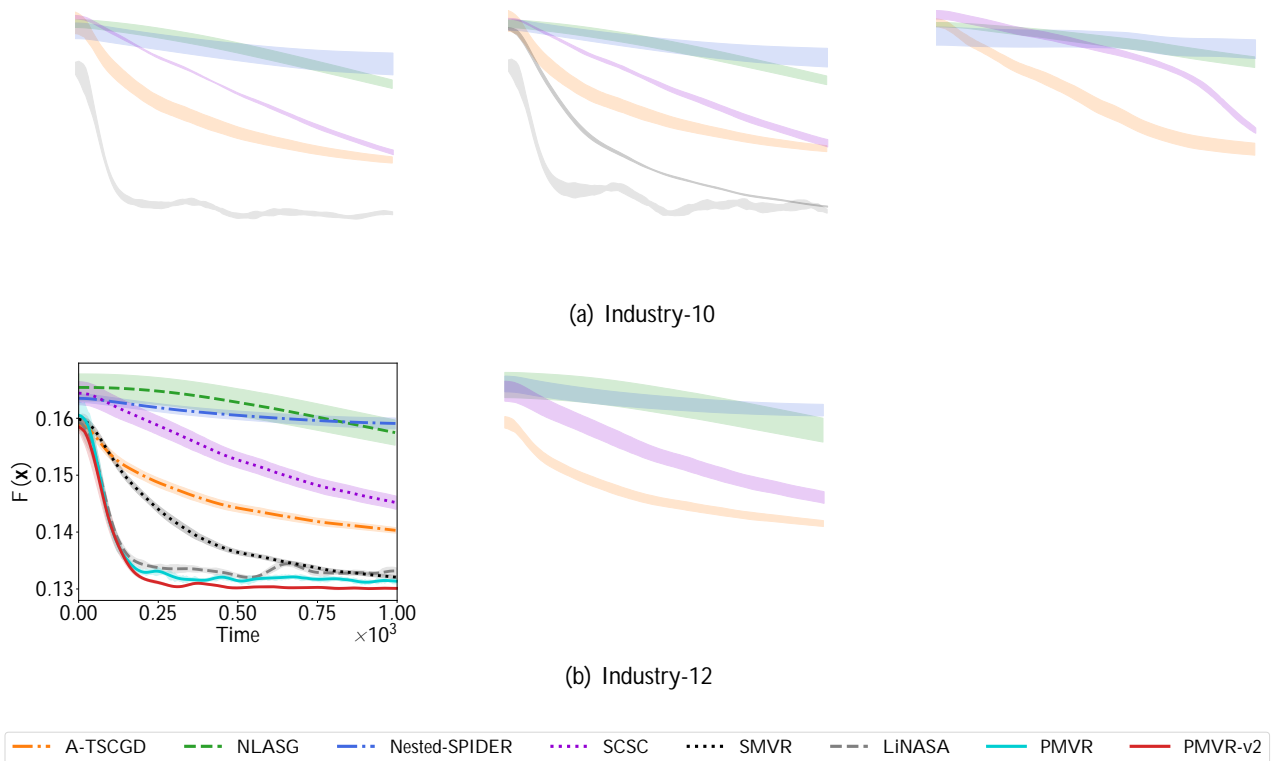 (a) Industry-10
F (x)
0.16
0.15
0.14
0.13
0.00 0.25 0.50 0.75 1.00
Time ×10³
(b) Industry-12
A-TSCGD NLASG Nested-SPIDER SCSC SMVR LiNASA PMVR PMVR-v2